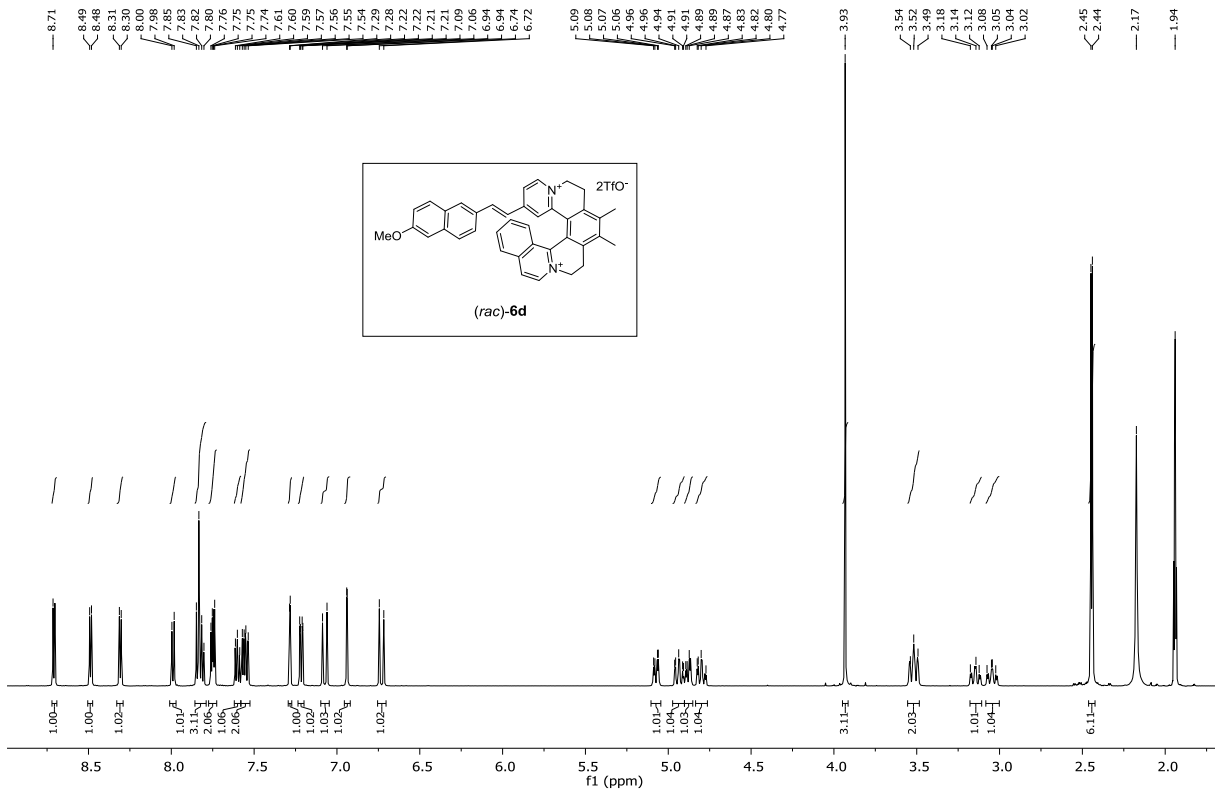 8.71 8.49 8.48 8.31 8.30 8.00 7.98 7.85 7.83 7.82 7.80 7.76 7.75 7.75 7.74 7.61 7.60 7.59 7.57 7.56 7.55 7.54 7.29 7.28 7.22 7.22 7.21 7.21 7.09 7.06 6.94 6.94 6.74 6.72 5.09 5.08 5.07 5.06 4.96 4.96 4.94 4.91 4.91 4.89 4.89 4.87 4.83 4.82 4.80 4.77 3.93 3.54 3.52 3.49 3.18 3.14 3.12 3.08 3.05 3.04 3.02 2.45 2.44 2.17 1.94
2TfO-
N+
MeO
N+
(rac)-6d
1.00 1.00 1.02 1.01 3.11 2.06 1.06 2.06 1.00 1.02 1.03 1.02 1.02 1.01 1.04 1.03 1.04 3.11 2.03 1.01 1.04 6.11
8.5 8.0 7.5 7.0 6.5 6.0 5.5 5.0 4.5 4.0 3.5 3.0 2.5 2.0
f1 (ppm)